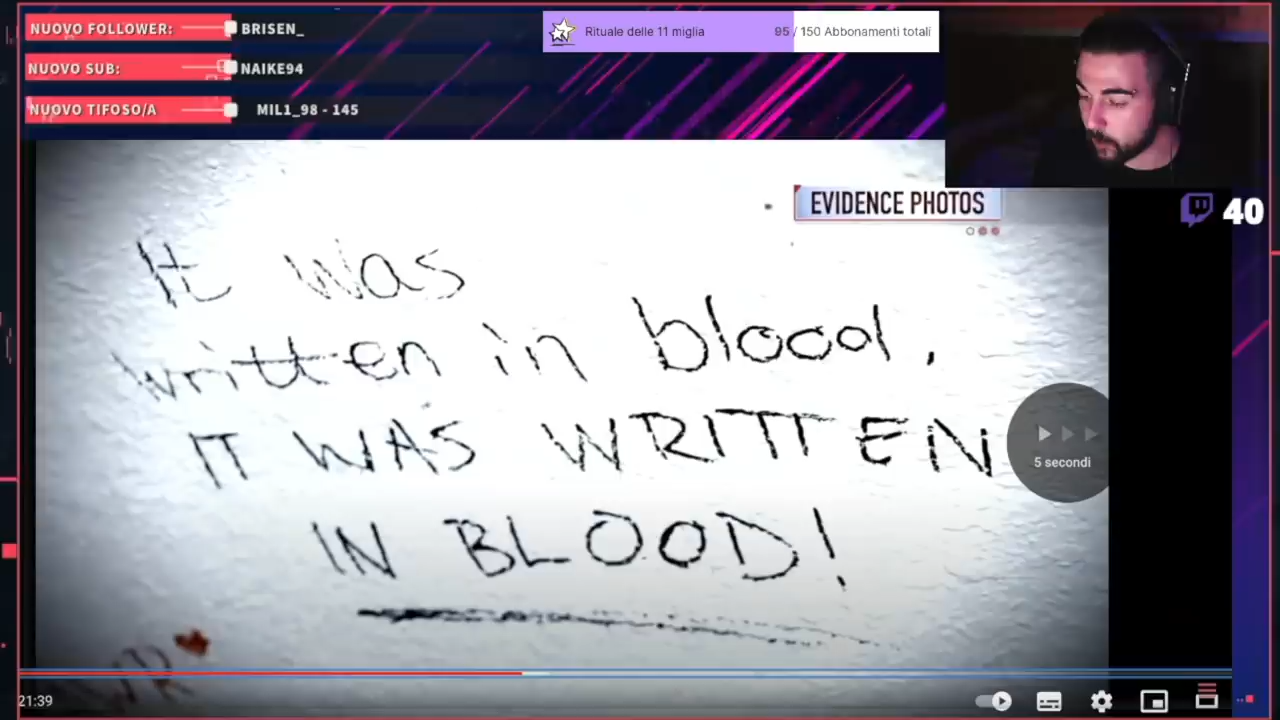 NUOVO FOLLOWER: BRISEN_
NUOVO SUB: NAIKE94
NUOVO TIFOSO/A MIL1_98 - 145
Rituale delle 11 miglia 95 / 150 Abbonamenti totali
EVIDENCE PHOTOS
40
It was
written in blood.
IT WAS WRITTEN
IN BLOOD!
5 secondi
21:39